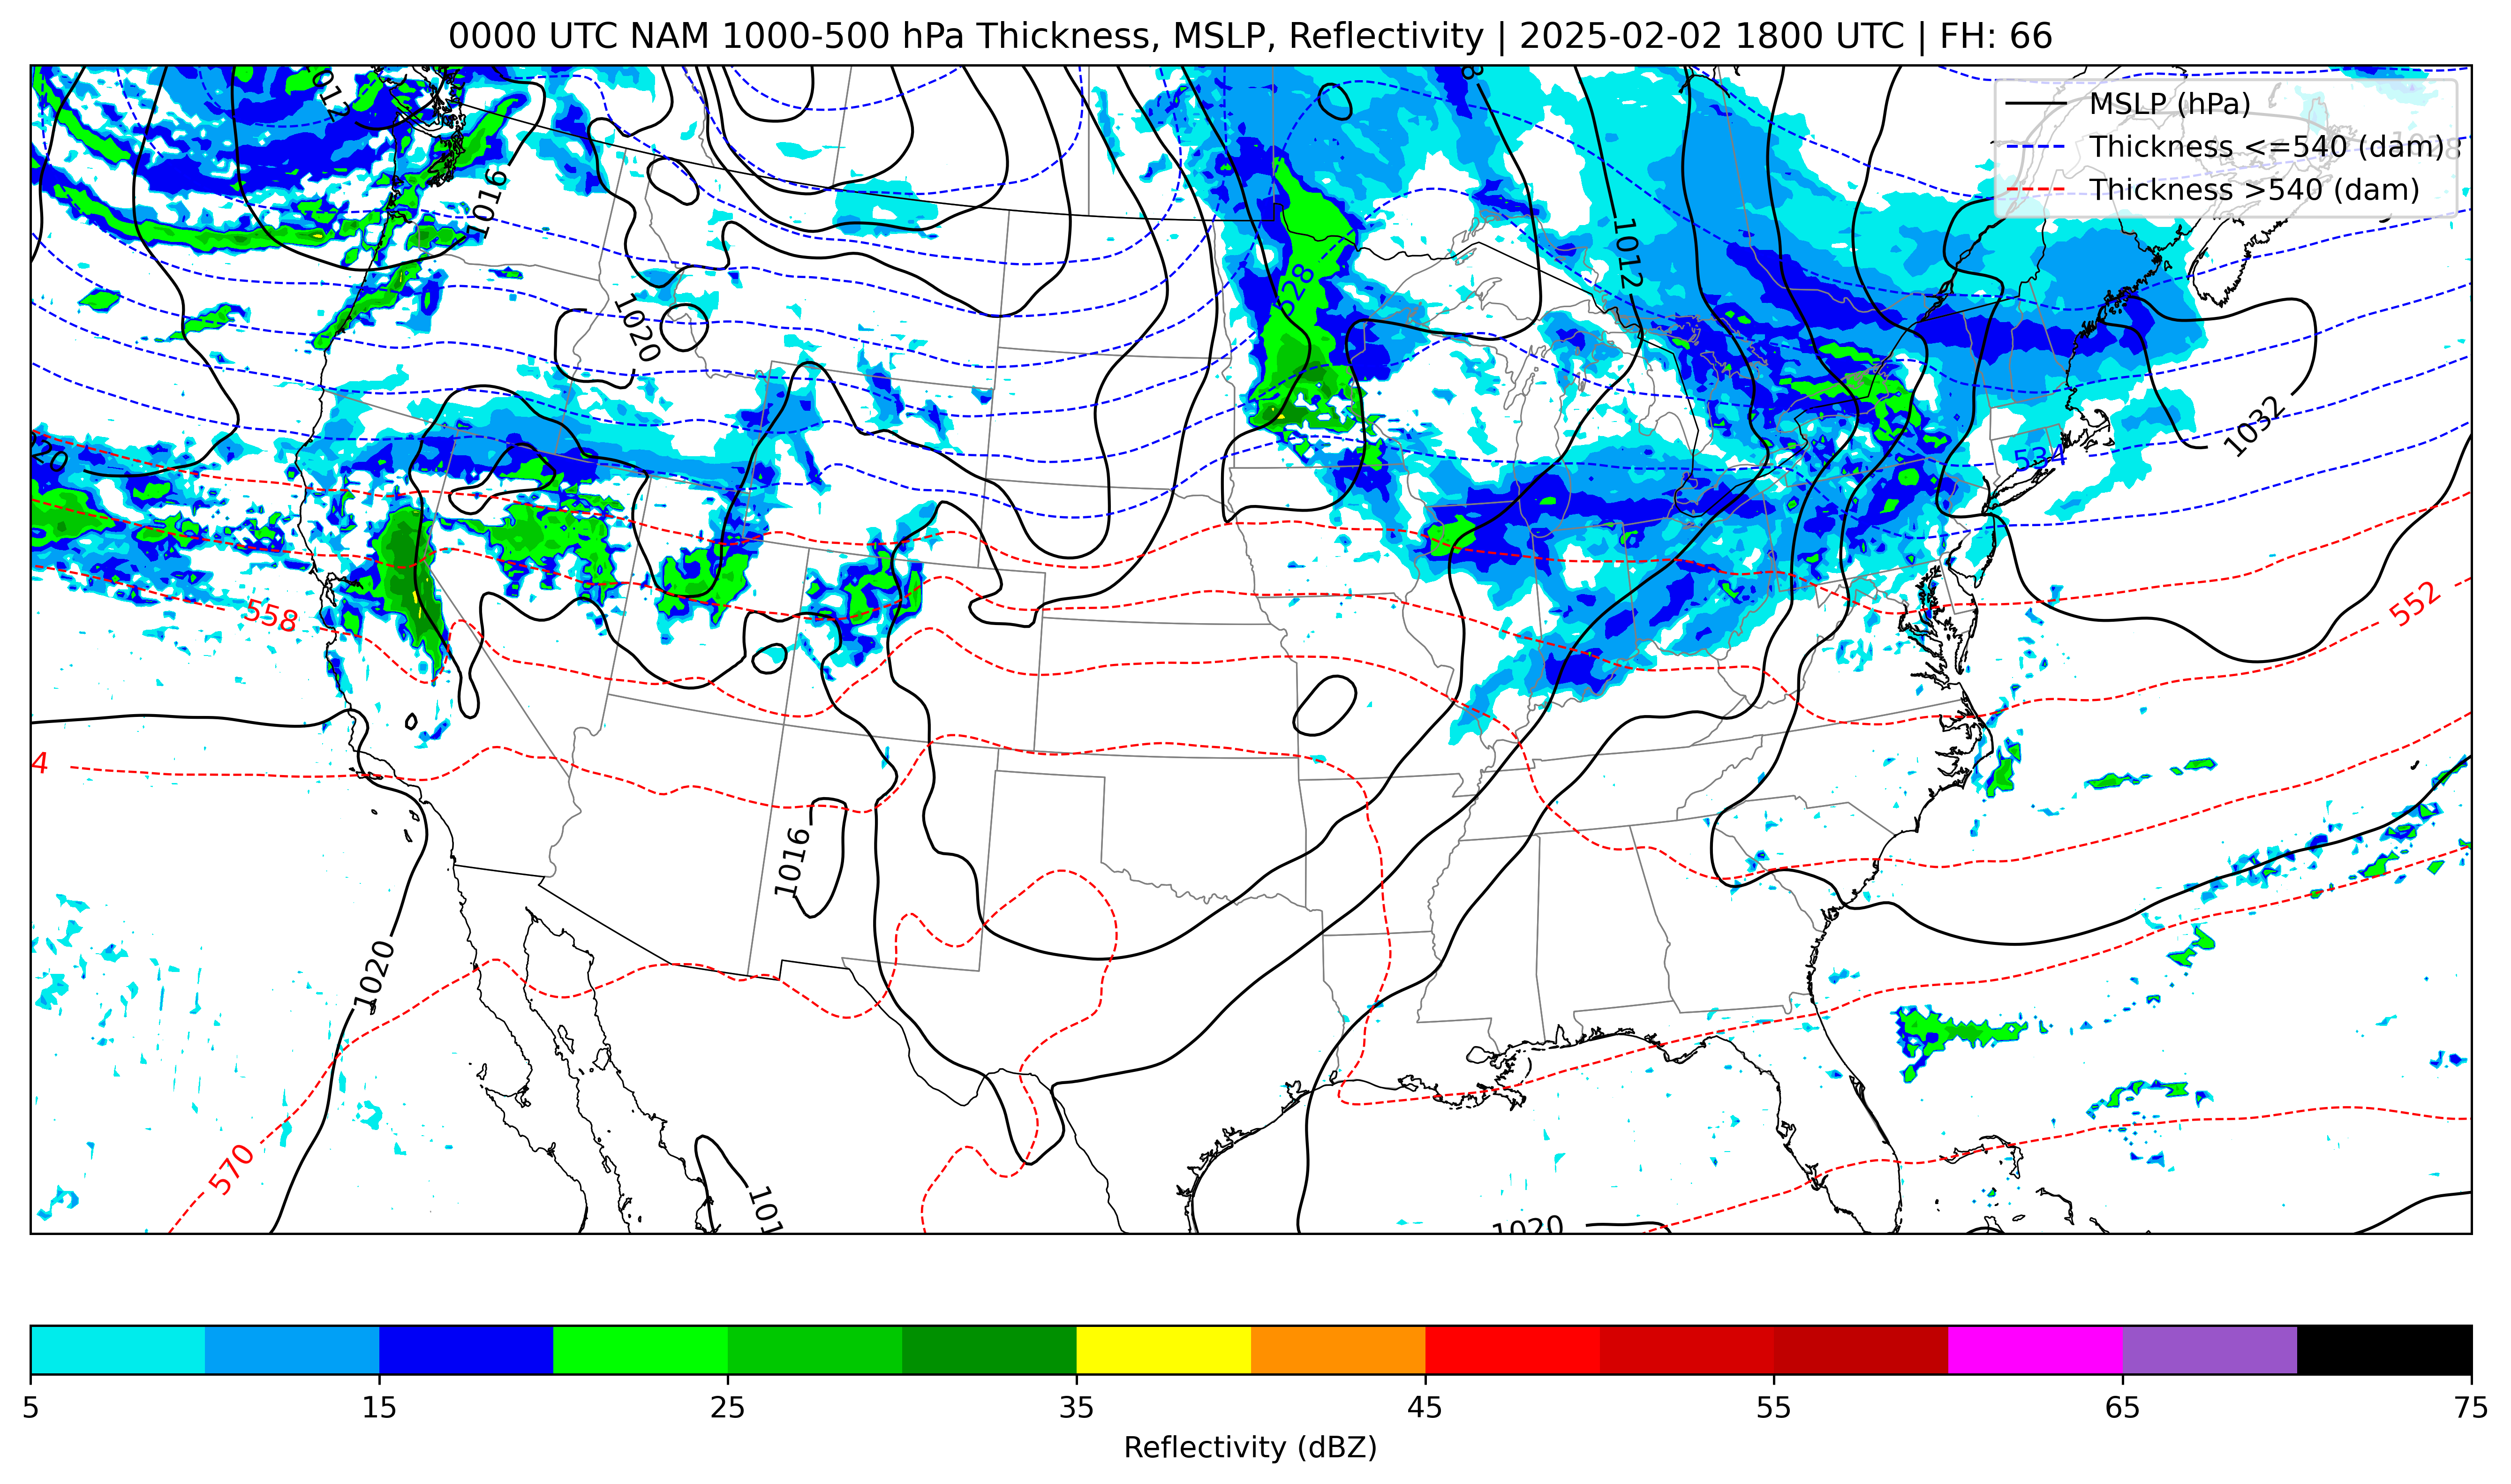 0000 UTC NAM 1000-500 hPa Thickness, MSLP, Reflectivity | 2025-02-02 1800 UTC | FH: 66
MSLP (hPa)
Thickness <=540 (dam)
Thickness >540 (dam)
1016
1012
528
1020
1032
534
552
558
4
1016
1020
570
101
1020
5 15 25 35 45 55 65 75
Reflectivity (dBZ)